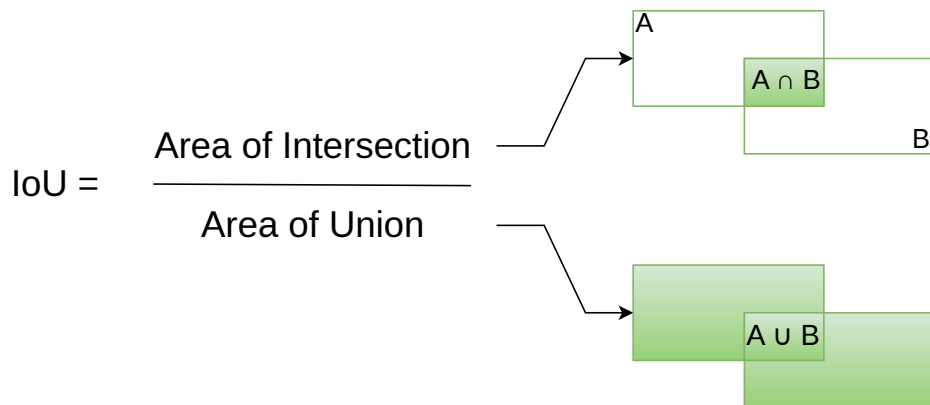 A
A ∩ B
B
Area of Intersection
IoU =
Area of Union
A ∪ B